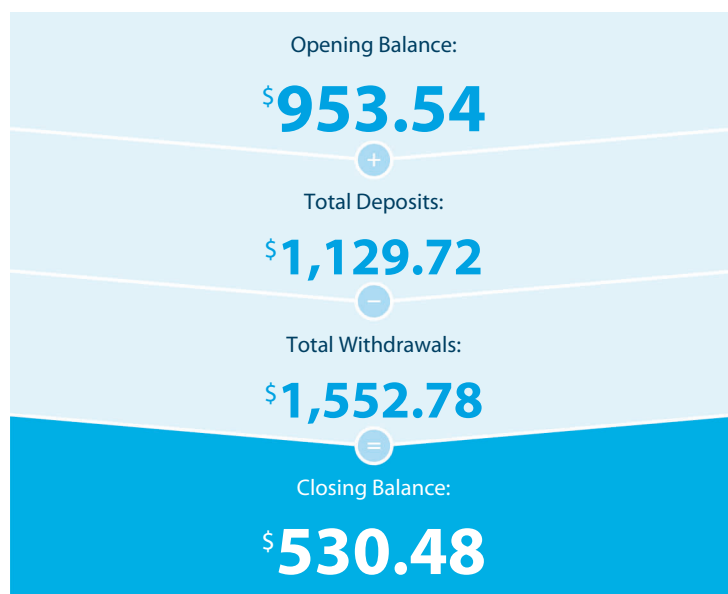 Opening Balance:
$953.54
+
Total Deposits:
$1,129.72
−
Total Withdrawals:
$1,552.78
=
Closing Balance:
$530.48